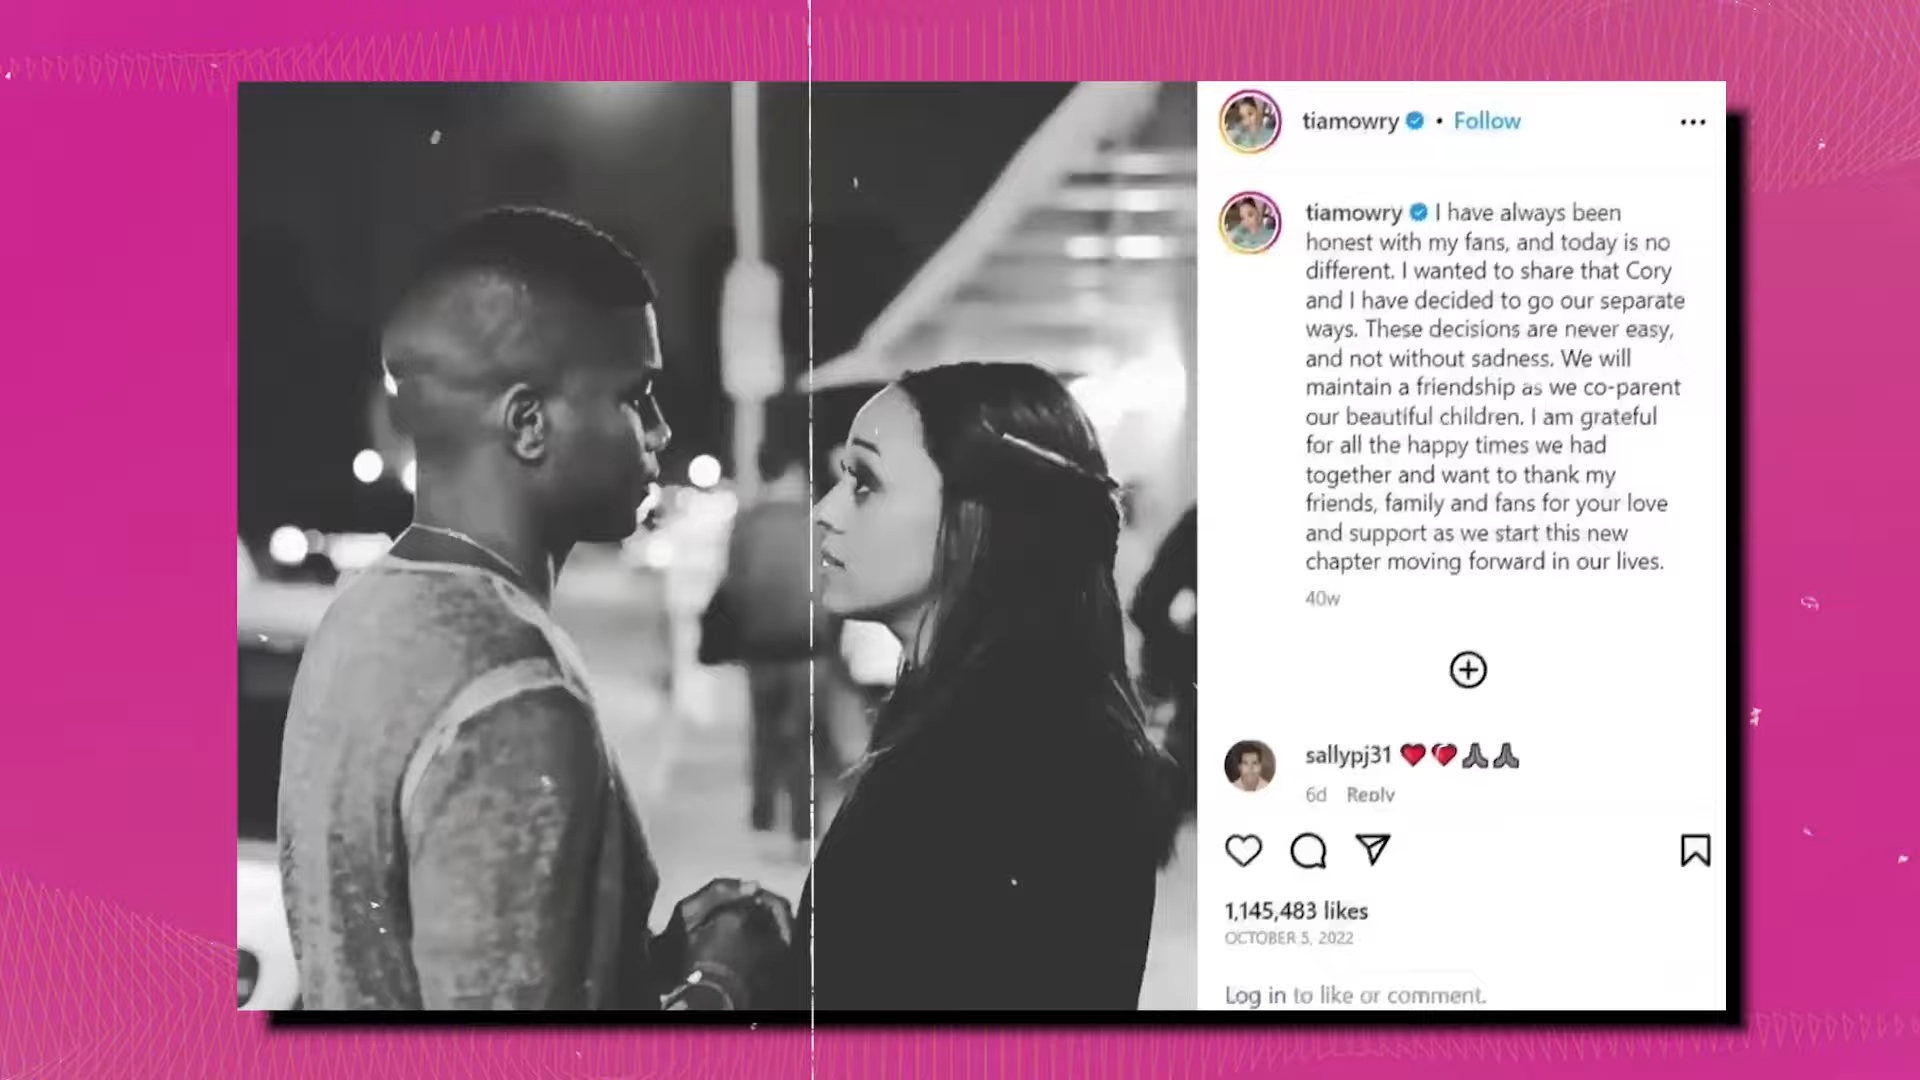 tiamowry • Follow
tiamowry I have always been
honest with my fans, and today is no
different. I wanted to share that Cory
and I have decided to go our separate
ways. These decisions are never easy,
and not without sadness. We will
maintain a friendship as we co-parent
our beautiful children. I am grateful
for all the happy times we had
together and want to thank my
friends, family and fans for your love
and support as we start this new
chapter moving forward in our lives.
40w
sallypj31 ❤️❤️🙏🏿🙏🏿
6d Reply
1,145,483 likes
OCTOBER 5, 2022
Log in to like or comment.